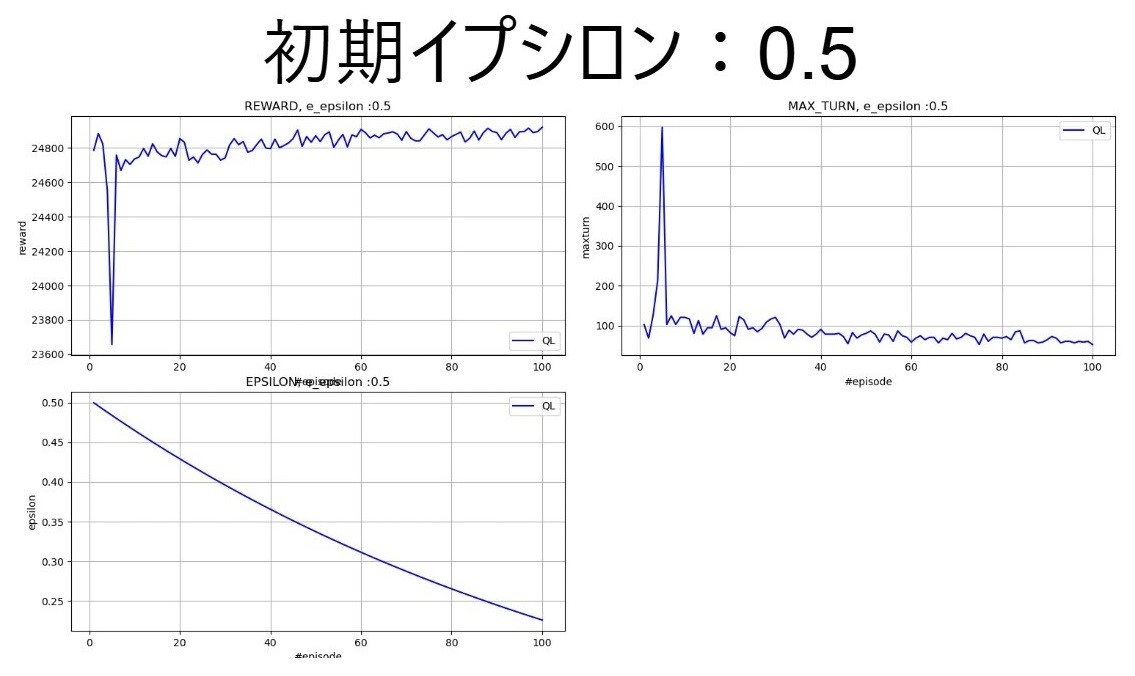 初期イプシロン：0.5
REWARD, e_epsilon :0.5
24800
24600
24400
24200
24000
23800
23600
reward
QL
0 20 40 60 80 100
#episode
MAX_TURN, e_epsilon :0.5
600
500
400
300
200
100
maxturn
QL
0 20 40 60 80 100
#episode
EPSILON, e_epsilon :0.5
0.50
0.45
0.40
0.35
0.30
0.25
epsilon
QL
0 20 40 60 80 100
#episode